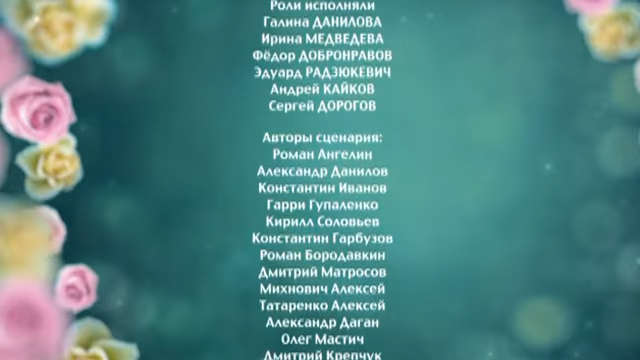 Роли исполняли
Галина ДАНИЛОВА
Ирина МЕДВЕДЕВА
Фёдор ДОБРОНРАВОВ
Эдуард РАДЗЮКЕВИЧ
Андрей КАЙКОВ
Сергей ДОРОГОВ
Авторы сценария:
Роман Ангелин
Александр Данилов
Константин Иванов
Гарри Гупаленко
Кирилл Соловьев
Константин Гарбузов
Роман Бородавкин
Дмитрий Матросов
Михнович Алексей
Татаренко Алексей
Александр Даган
Олег Мастич
Дмитрий Крепчук